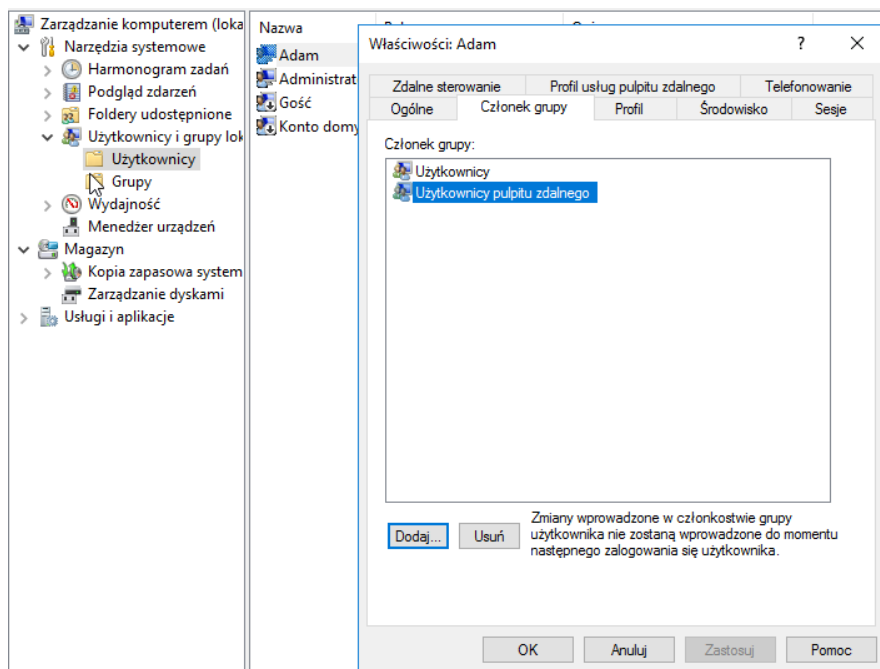 Zarządzanie komputerem (loka
Narzędzia systemowe
Harmonogram zadań
Podgląd zdarzeń
Foldery udostępnione
Użytkownicy i grupy lok
Użytkownicy
Grupy
Wydajność
Menedżer urządzeń
Magazyn
Kopia zapasowa system
Zarządzanie dyskami
Usługi i aplikacje
Nazwa
Adam
Administrat
Gość
Konto domy
Właściwości: Adam
Zdalne sterowanie Profil usług pulpitu zdalnego Telefonowanie
Ogólne Członek grupy Profil Środowisko Sesje
Członek grupy:
Użytkownicy
Użytkownicy pulpitu zdalnego
Dodaj... Usuń
Zmiany wprowadzone w członkostwie grupy
użytkownika nie zostaną wprowadzone do momentu
następnego zalogowania się użytkownika.
OK Anuluj Zastosuj Pomoc